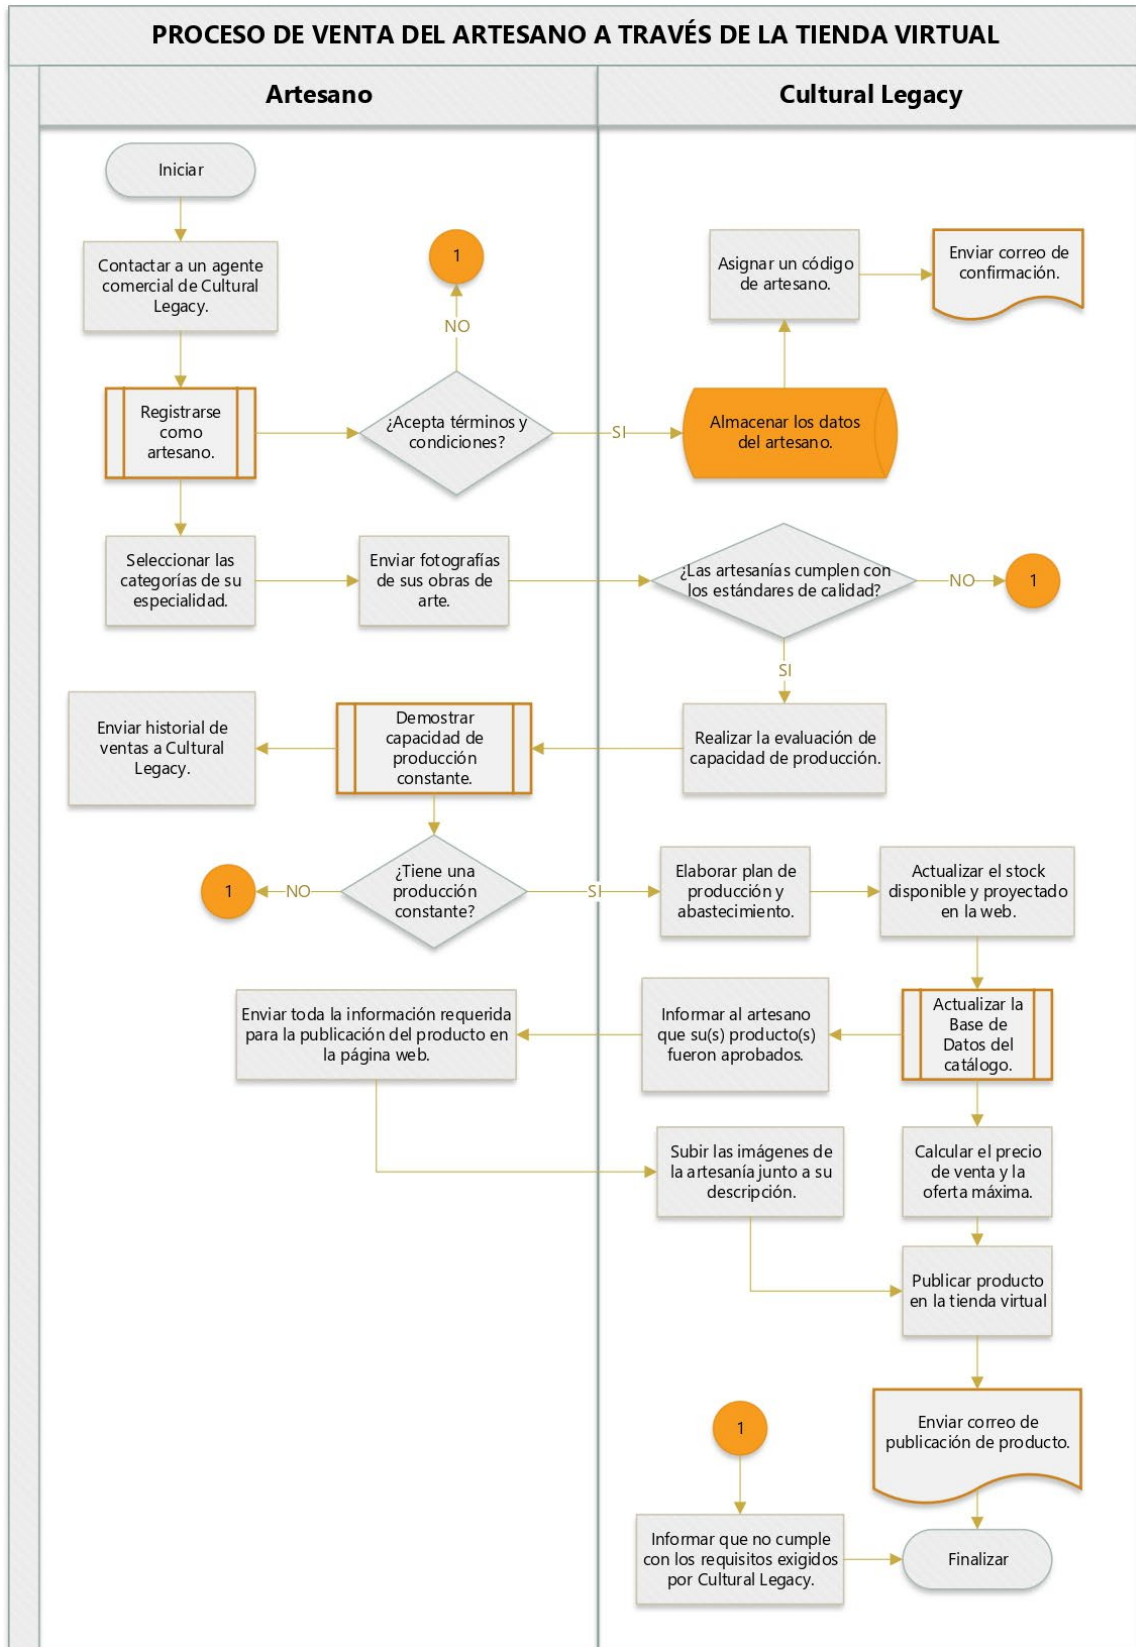 PROCESO DE VENTA DEL ARTESANO A TRAVÉS DE LA TIENDA VIRTUAL
Artesano
Cultural Legacy
Iniciar
Contactar a un agente
comercial de Cultural
Legacy.
1
NO
Asignar un código
de artesano.
Enviar correo de
confirmación.
Registrarse
como
artesano.
¿Acepta términos y
condiciones?
SI
Almacenar los datos
del artesano.
Seleccionar las
categorías de su
especialidad.
Enviar fotografías
de sus obras de
arte.
¿Las artesanías cumplen con
los estándares de calidad?
NO
1
SI
Enviar historial de
ventas a Cultural
Legacy.
Demostrar
capacidad de
producción
constante.
Realizar la evaluación de
capacidad de producción.
1
NO
¿Tiene una
producción
constante?
SI
Elaborar plan de
producción y
abastecimiento.
Actualizar el stock
disponible y proyectado
en la web.
Enviar toda la información requerida
para la publicación del producto en
la página web.
Informar al artesano
que su(s) producto(s)
fueron aprobados.
Actualizar la
Base de
Datos del
catálogo.
Subir las imágenes de
la artesanía junto a su
descripción.
Calcular el precio
de venta y la
oferta máxima.
Publicar producto
en la tienda virtual
Enviar correo de
publicación de producto.
1
Informar que no cumple
con los requisitos exigidos
por Cultural Legacy.
Finalizar